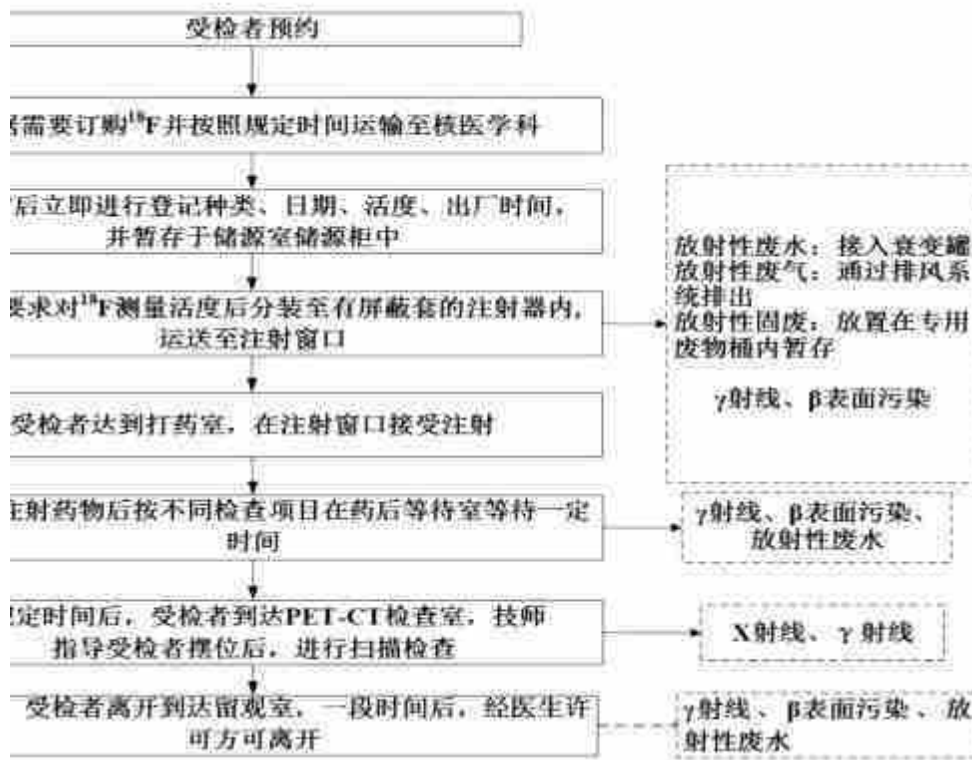 受检者预约
需要订购¹⁸F并按照规定时间运输至核医学科
后立即进行登记种类、日期、活度、出厂时间，
并暂存于储源室储源柜中
要求对¹⁸F测量活度后分装至有屏蔽套的注射器内，
运送至注射窗口
放射性废水：接入衰变罐
放射性废气：通过排风系
统排出
放射性固废：放置在专用
废物桶内暂存
γ射线、β表面污染
受检者达到打药室，在注射窗口接受注射
注射药物后按不同检查项目在药后等待室等待一定
时间
γ射线、β表面污染、
放射性废水
定时间后，受检者到达PET-CT检查室，技师
指导受检者摆位后，进行扫描检查
X射线、γ射线
受检者离开到达留观室，一段时间后，经医生许
可方可离开
γ射线、β表面污染、放
射性废水